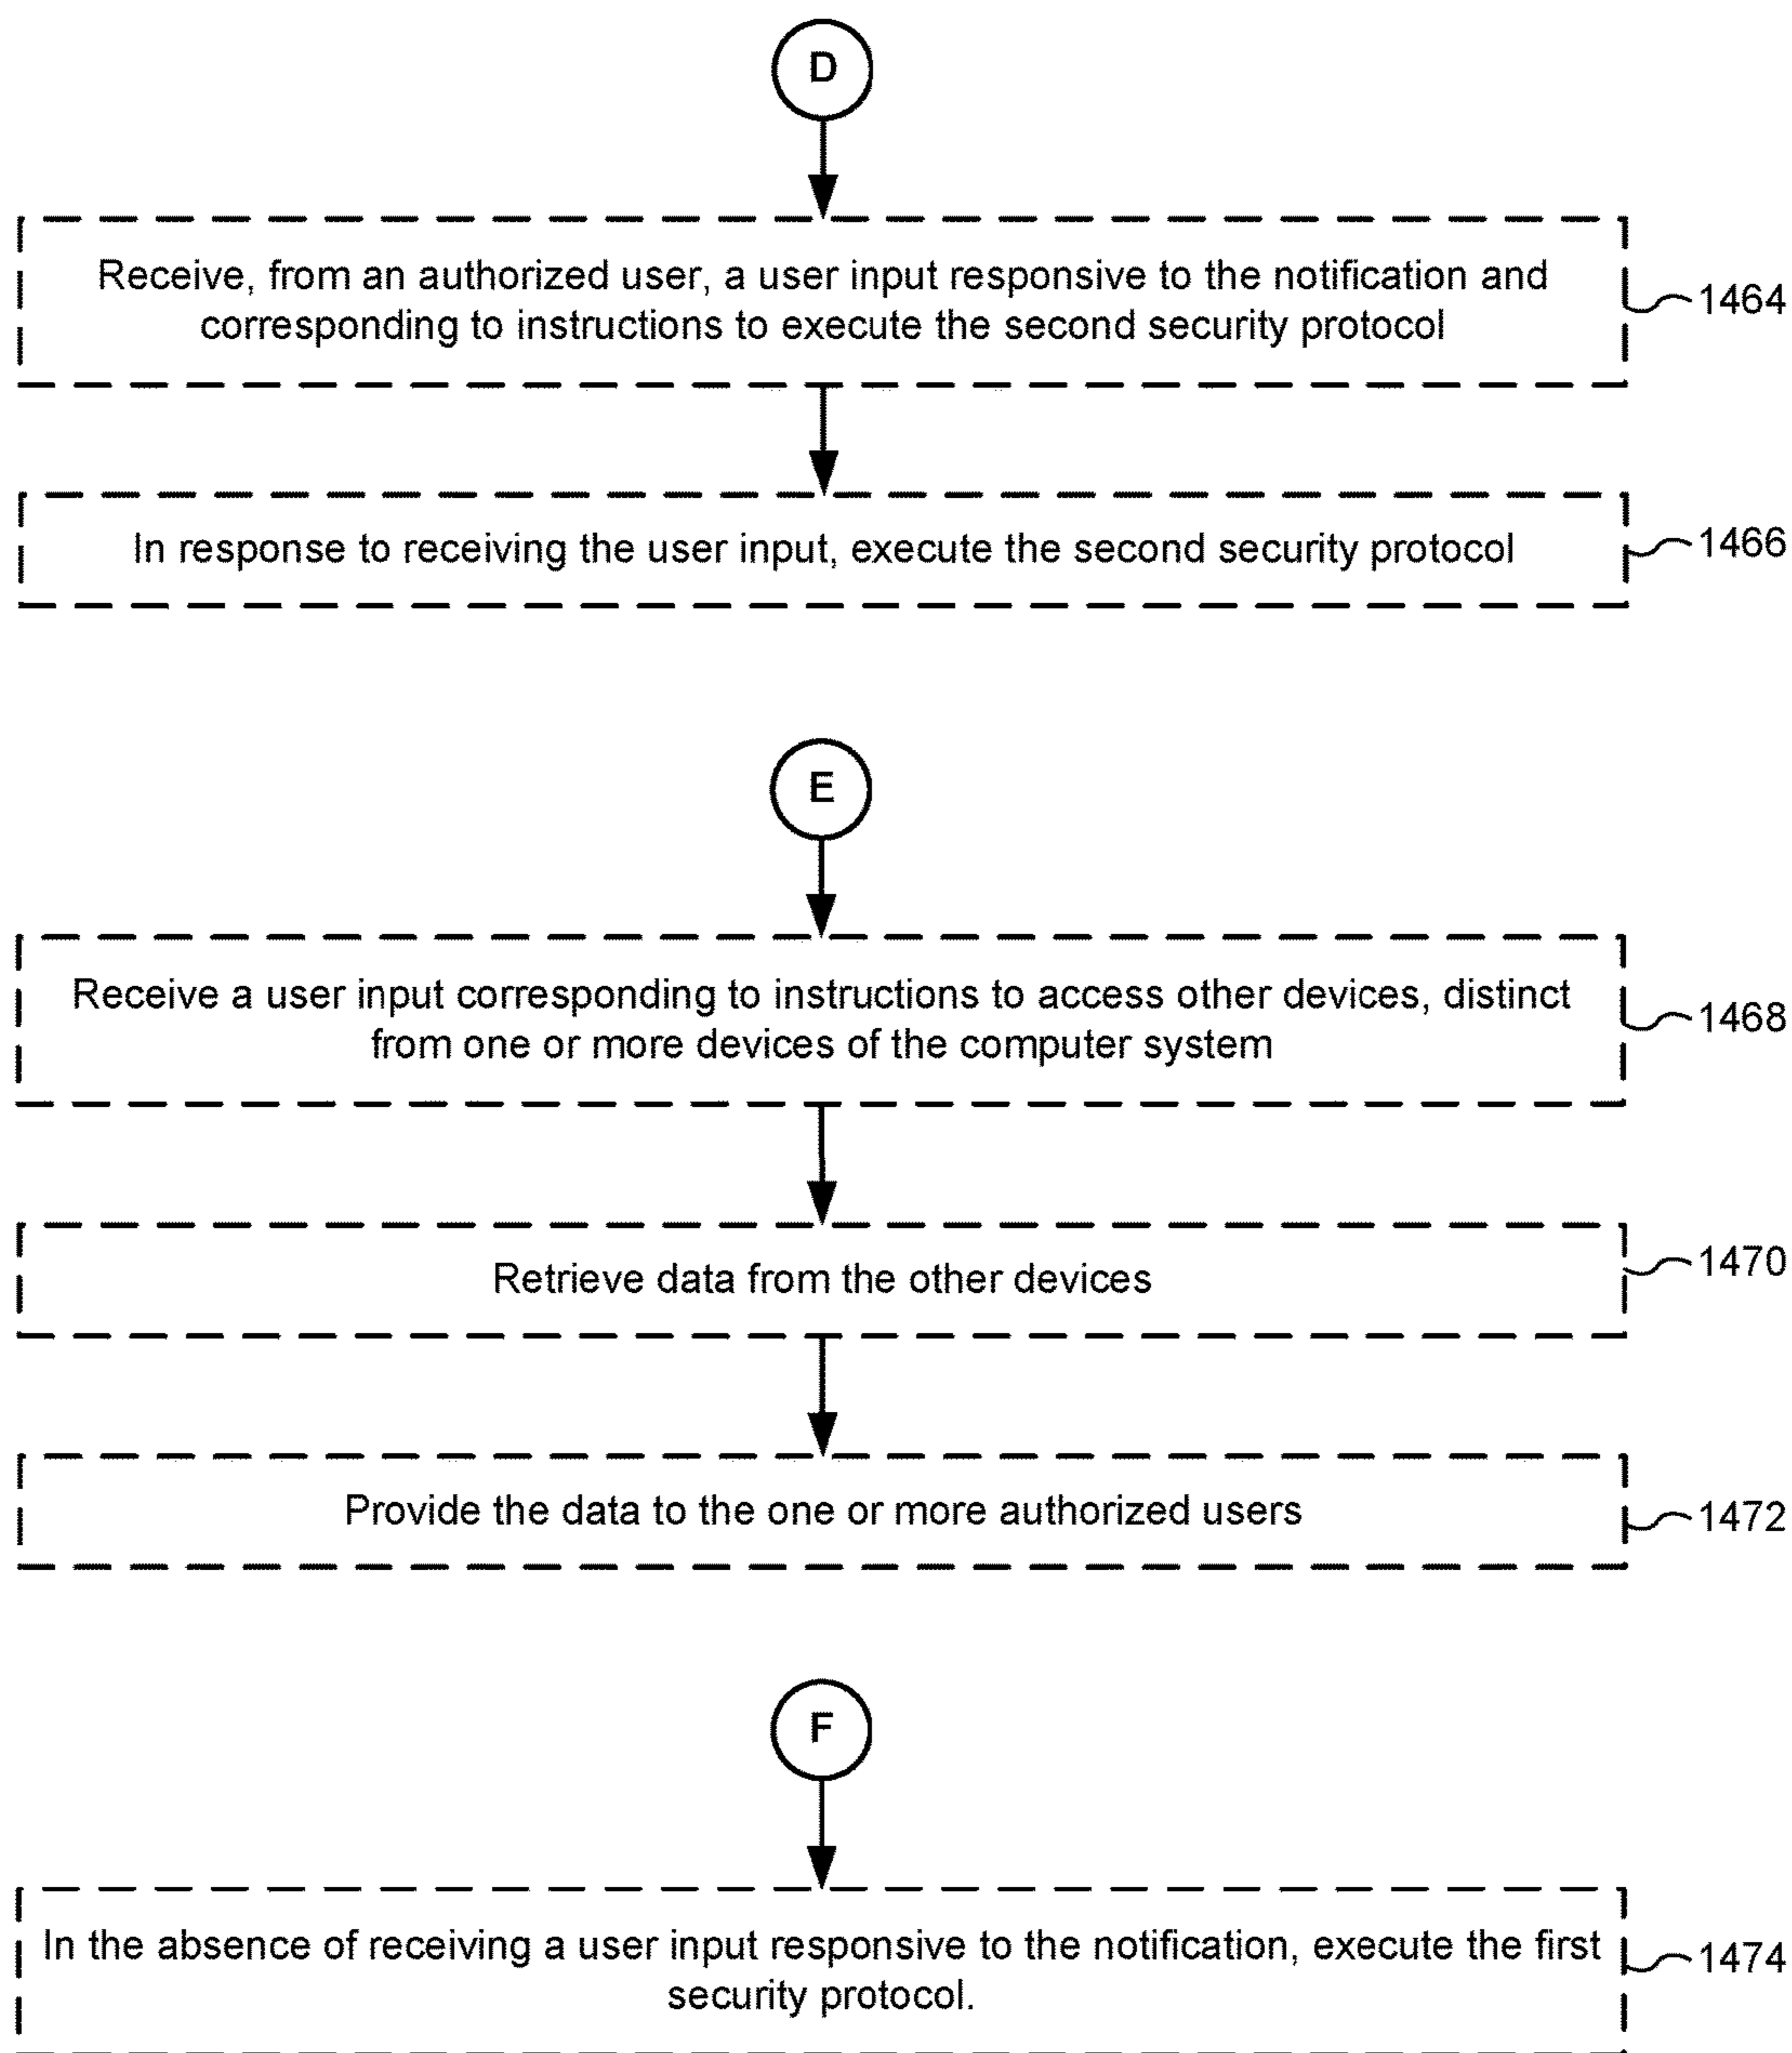 D
Receive, from an authorized user, a user input responsive to the notification and
corresponding to instructions to execute the second security protocol
1464
In response to receiving the user input, execute the second security protocol
1466
E
Receive a user input corresponding to instructions to access other devices, distinct
from one or more devices of the computer system
1468
Retrieve data from the other devices
1470
Provide the data to the one or more authorized users
1472
F
In the absence of receiving a user input responsive to the notification, execute the first
security protocol.
1474